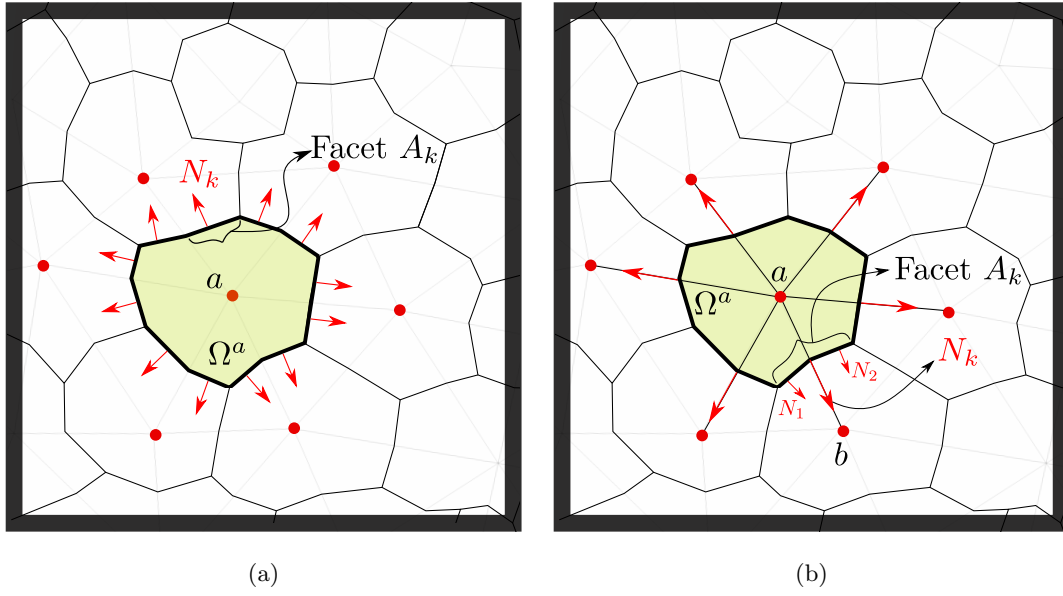 Facet A_k
N_k
a
Ω^a
(a)
a
Facet A_k
Ω^a
N_k
N_2
N_1
b
(b)